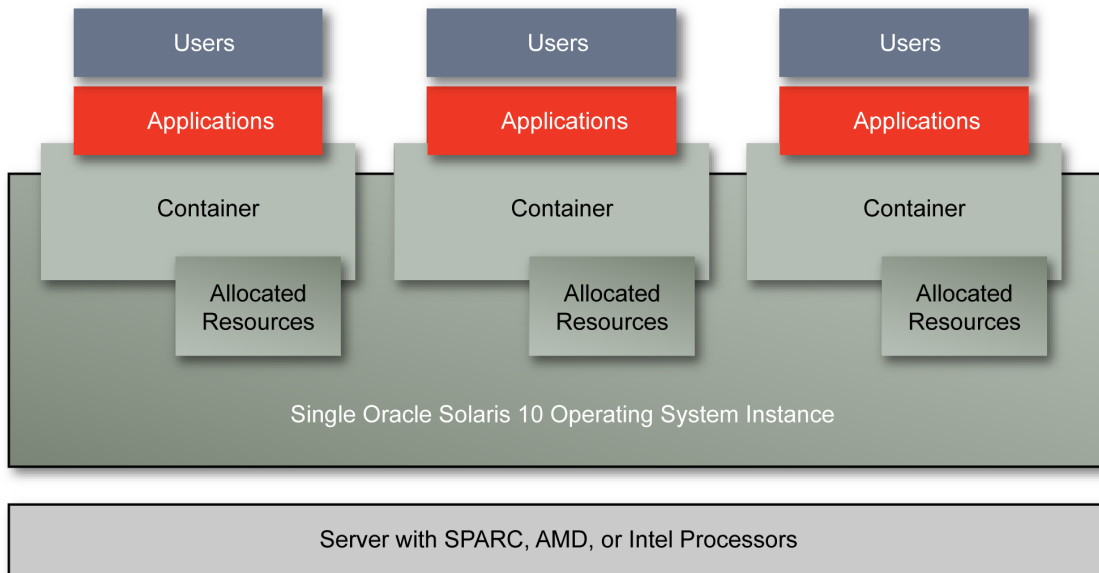 Users
Users
Users
Applications
Applications
Applications
Container
Container
Container
Allocated
Resources
Allocated
Resources
Allocated
Resources
Single Oracle Solaris 10 Operating System Instance
Server with SPARC, AMD, or Intel Processors